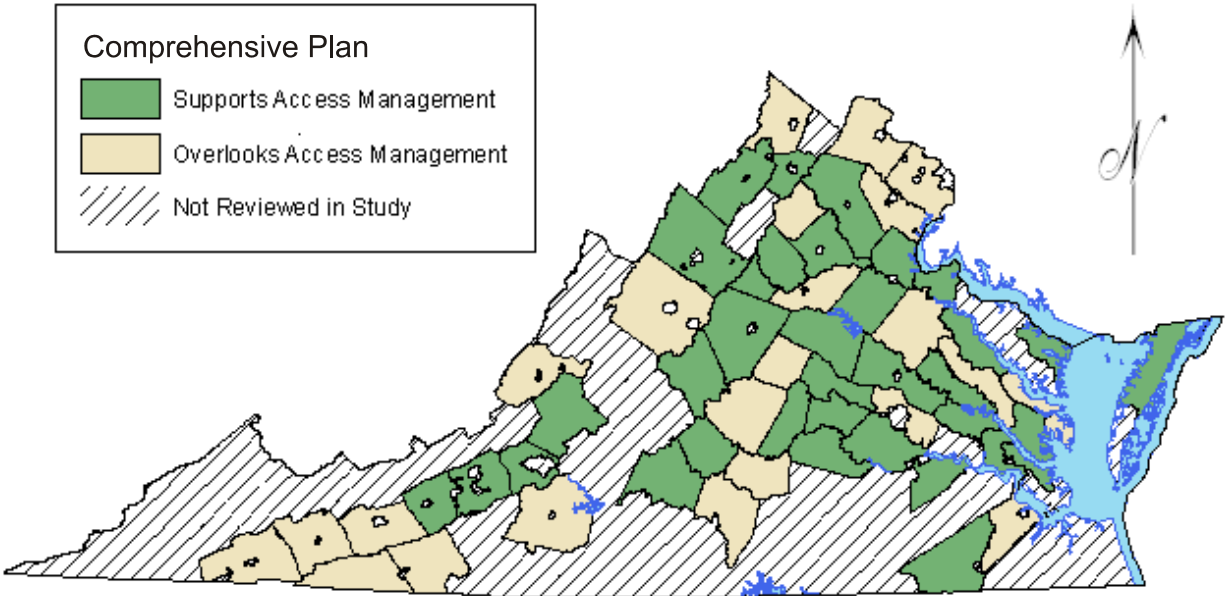 Comprehensive Plan
Supports Access Management
Overlooks Access Management
Not Reviewed in Study
N